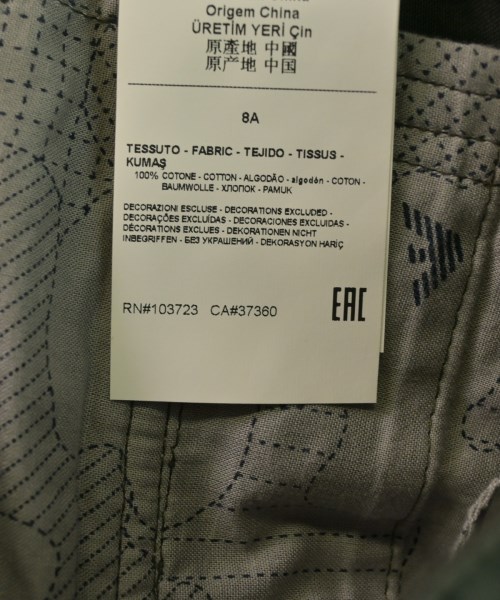 Origem China
ÜRETİM YERİ Çin
原產地 中國
原产地 中国
8A
TESSUTO - FABRIC - TEJIDO - TISSUS -
KUMAŞ
100% COTONE - COTTON - ALGODÃO - algodón - COTON -
BAUMWOLLE - ХЛОПОК - PAMUK
DECORAZIONI ESCLUSE - DECORATIONS EXCLUDED -
DECORAÇÕES EXCLUÍDAS - DECORACIONES EXCLUIDAS -
DÉCORATIONS EXCLUES - DEKORATIONEN NICHT
INBEGRIFFEN - БЕЗ УКРАШЕНИЙ - DEKORASYON HARİÇ
RN#103723 CA#37360
EAC